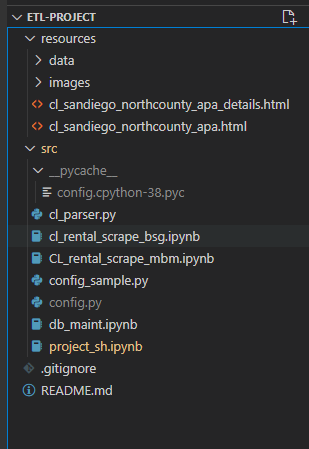 ETL-PROJECT
resources
data
images
cl_sandiego_northcounty_apa_details.html
cl_sandiego_northcounty_apa.html
src
__pycache__
config.cpython-38.pyc
cl_parser.py
cl_rental_scrape_bsg.ipynb
CL_rental_scrape_mbm.ipynb
config_sample.py
config.py
db_maint.ipynb
project_sh.ipynb
.gitignore
README.md